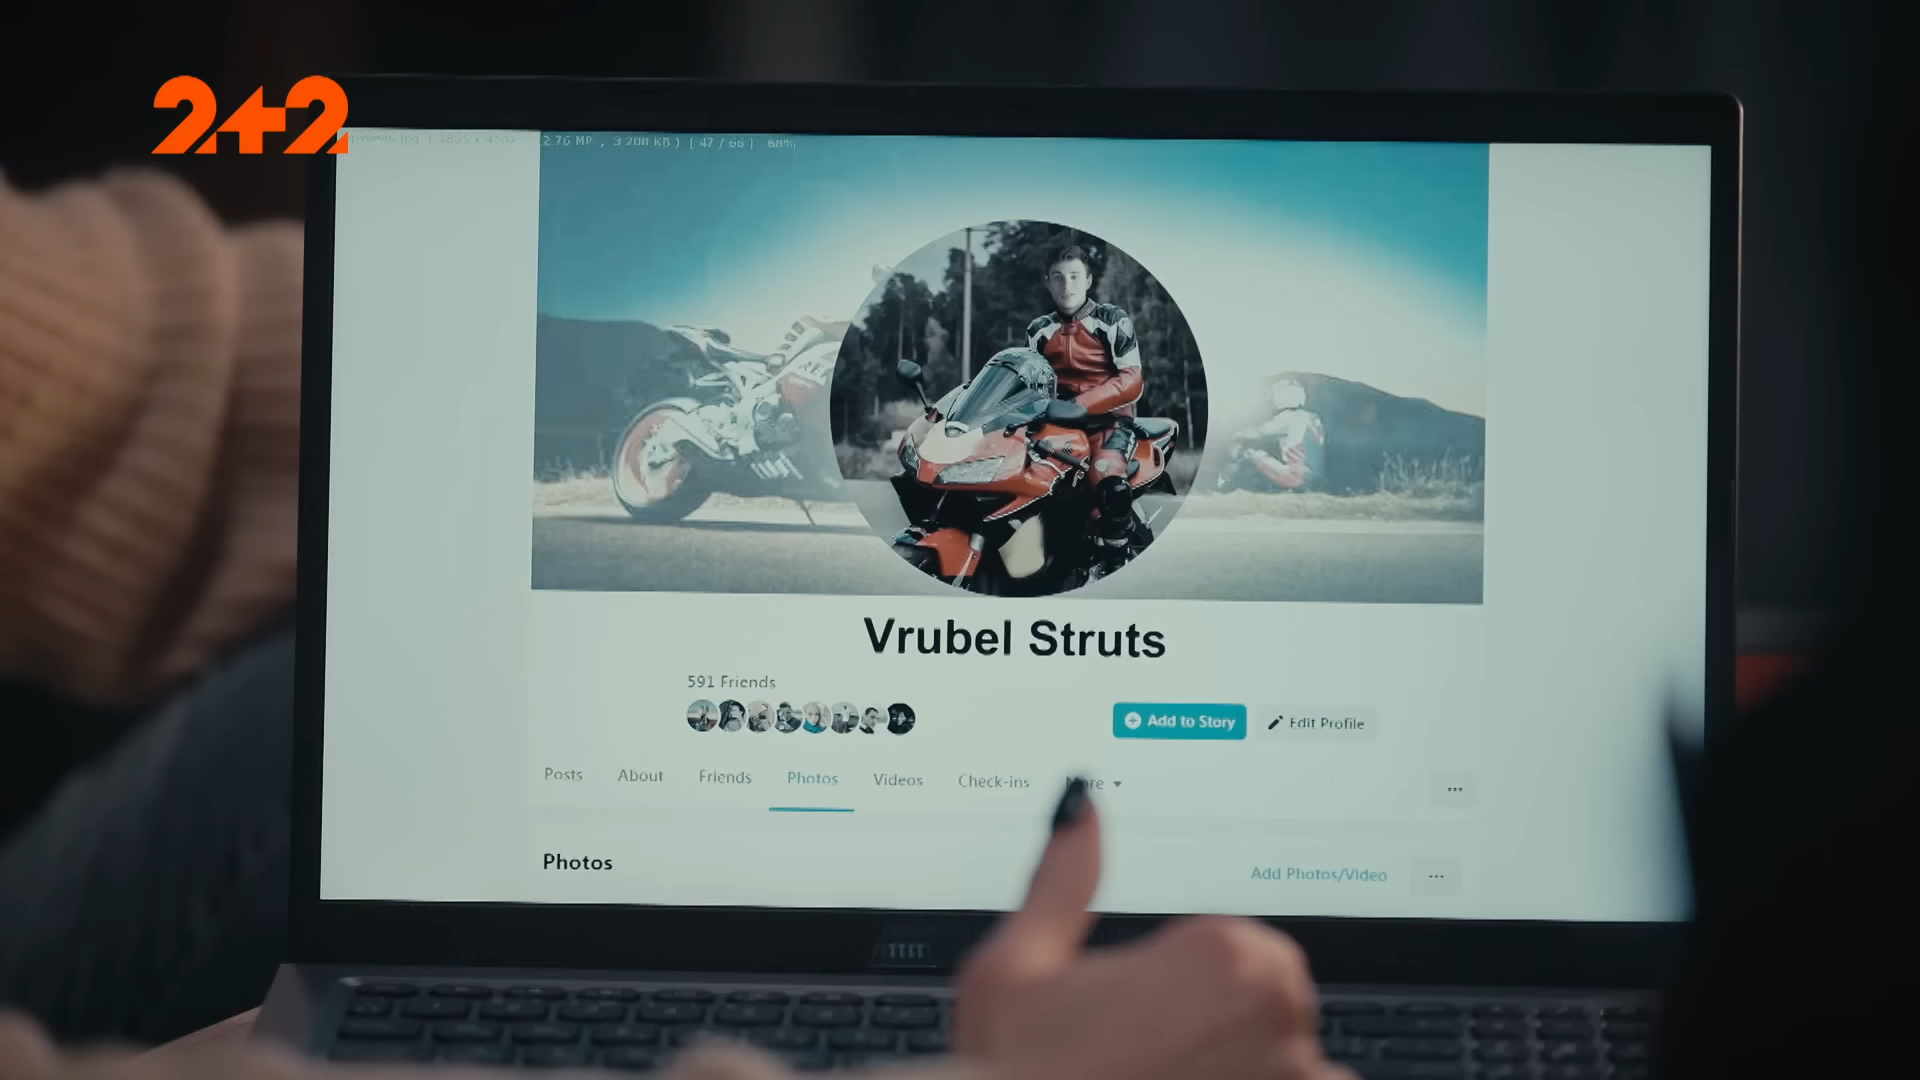 2+2
2.76 MP , 3 208 KB ) [ 47 / 66 ] 68%
Vrubel Struts
591 Friends
Add to Story
Edit Profile
Posts About Friends Photos Videos Check-ins More
Photos
Add Photos/Video